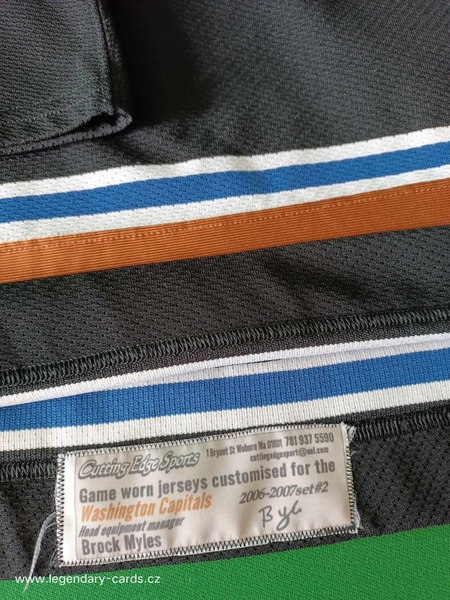 Cutting Edge Sports
1 Bryant St Woburn Ma 01801 781 937 5590
cuttingedgesports@aol.com
Game worn jerseys customised for the
Washington Capitals
2006-2007set#2
Head equipment manager
Brock Myles
www.legendary-cards.cz